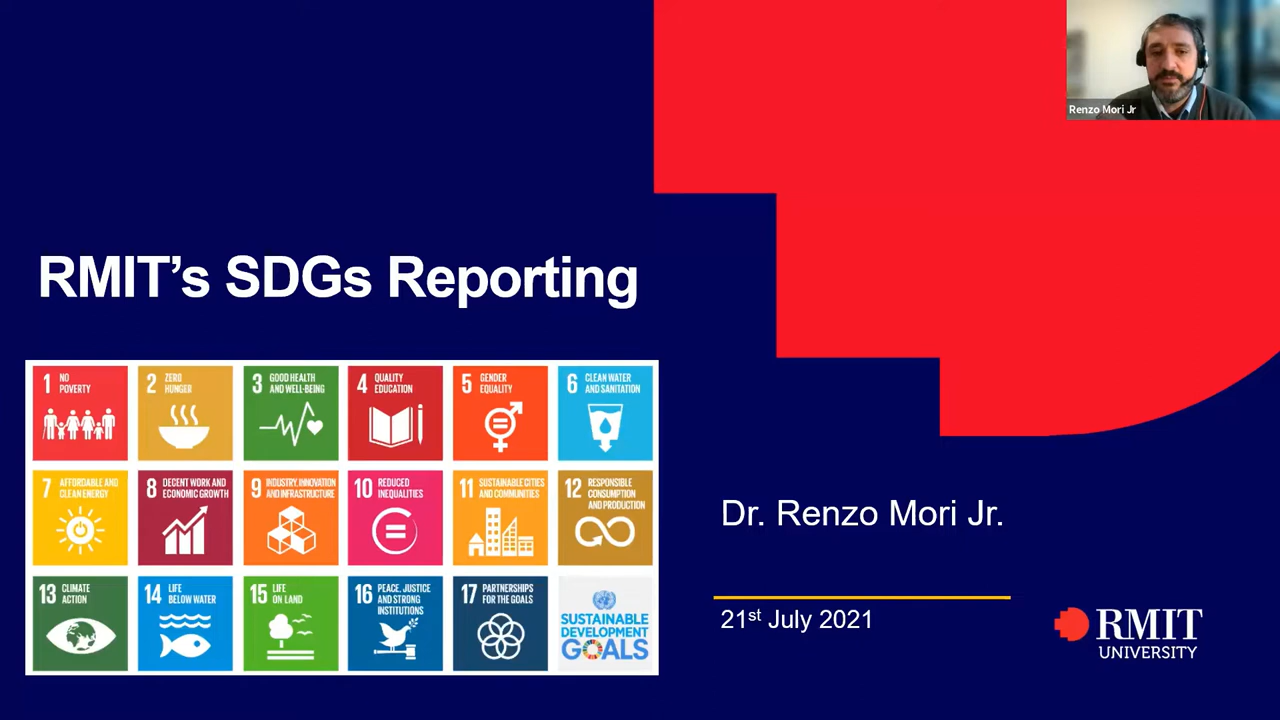 Renzo Mori Jr
RMIT's SDGs Reporting
1 NO
POVERTY
2 ZERO
HUNGER
3 GOOD HEALTH
AND WELL-BEING
4 QUALITY
EDUCATION
5 GENDER
EQUALITY
6 CLEAN WATER
AND SANITATION
7 AFFORDABLE AND
CLEAN ENERGY
8 DECENT WORK AND
ECONOMIC GROWTH
9 INDUSTRY, INNOVATION
AND INFRASTRUCTURE
10 REDUCED
INEQUALITIES
11 SUSTAINABLE CITIES
AND COMMUNITIES
12 RESPONSIBLE
CONSUMPTION
AND PRODUCTION
13 CLIMATE
ACTION
14 LIFE
BELOW WATER
15 LIFE
ON LAND
16 PEACE, JUSTICE
AND STRONG
INSTITUTIONS
17 PARTNERSHIPS
FOR THE GOALS
SUSTAINABLE
DEVELOPMENT
GOALS
Dr. Renzo Mori Jr.
21st July 2021
RMIT
UNIVERSITY